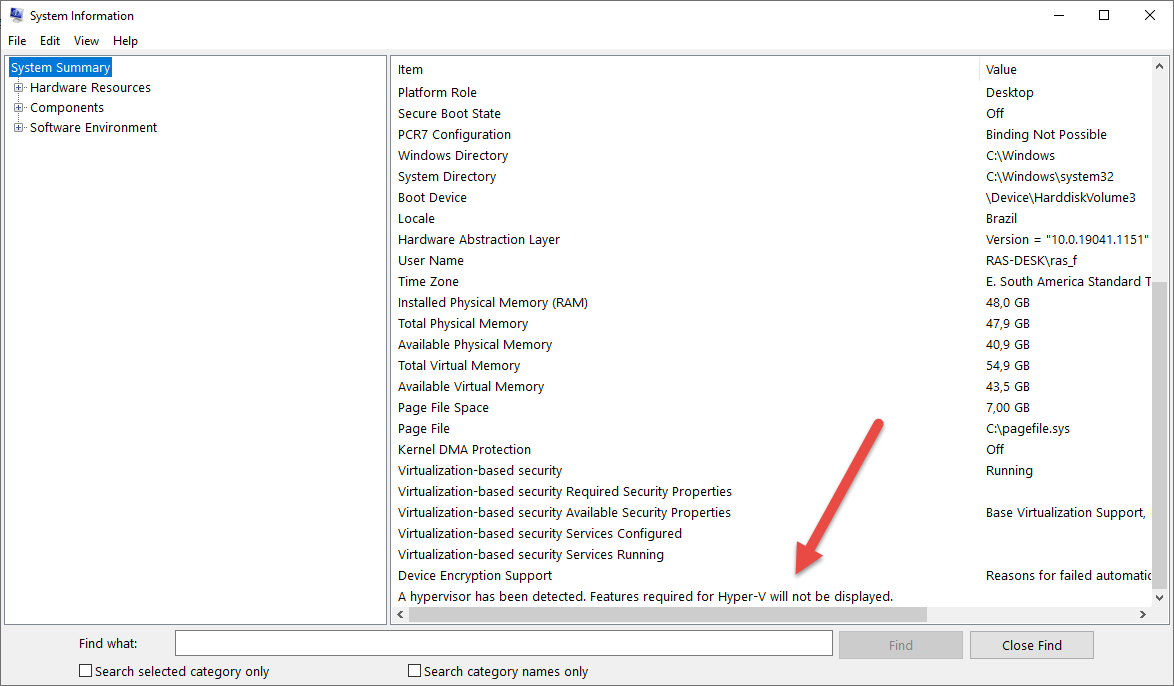 System Information
File Edit View Help
System Summary
Hardware Resources
Components
Software Environment
Item Value
Platform Role Desktop
Secure Boot State Off
PCR7 Configuration Binding Not Possible
Windows Directory C:\Windows
System Directory C:\Windows\system32
Boot Device \Device\HarddiskVolume3
Locale Brazil
Hardware Abstraction Layer Version = "10.0.19041.1151"
User Name RAS-DESK\ras_f
Time Zone E. South America Standard T
Installed Physical Memory (RAM) 48,0 GB
Total Physical Memory 47,9 GB
Available Physical Memory 40,9 GB
Total Virtual Memory 54,9 GB
Available Virtual Memory 43,5 GB
Page File Space 7,00 GB
Page File C:\pagefile.sys
Kernel DMA Protection Off
Virtualization-based security Running
Virtualization-based security Required Security Properties
Virtualization-based security Available Security Properties Base Virtualization Support,
Virtualization-based security Services Configured
Virtualization-based security Services Running
Device Encryption Support Reasons for failed automatic
A hypervisor has been detected. Features required for Hyper-V will not be displayed.
Find what: Find Close Find
Search selected category only Search category names only